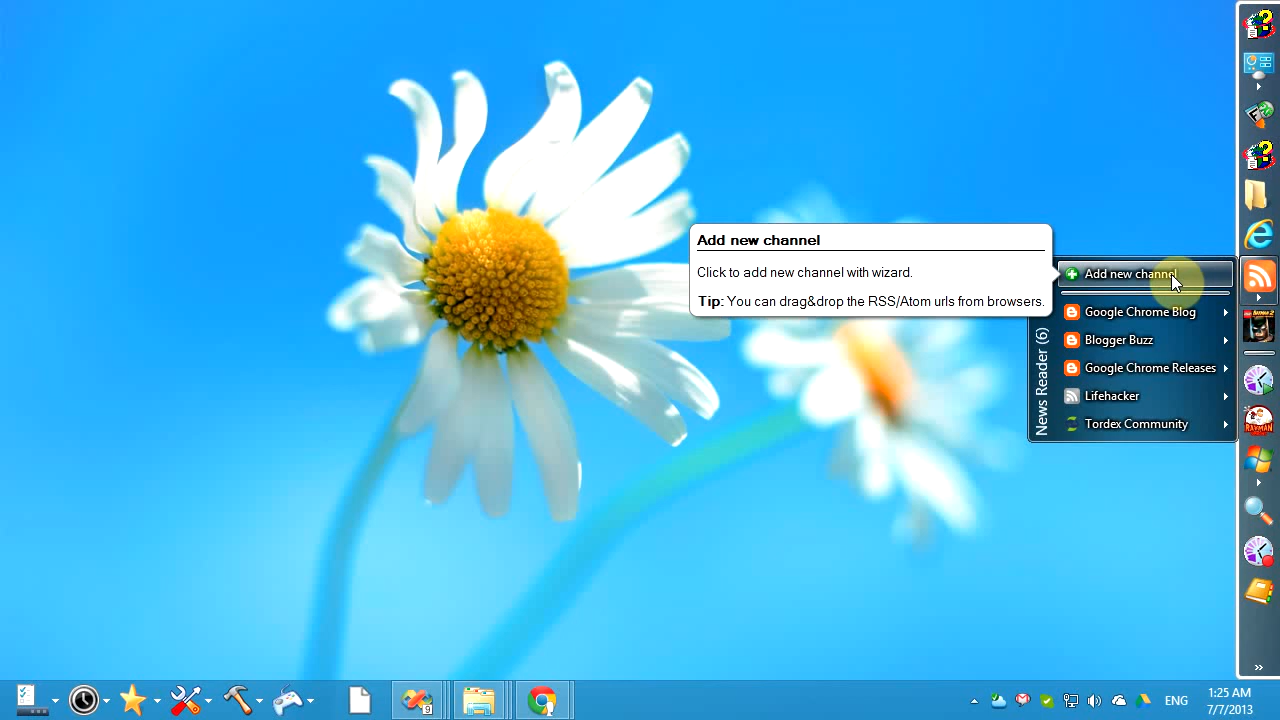 Add new channel
Click to add new channel with wizard.
Tip: You can drag&drop the RSS/Atom urls from browsers.
Add new channel
Google Chrome Blog
Blogger Buzz
Google Chrome Releases
Lifehacker
Tordex Community
News Reader (6)
9
ENG
1:25 AM
7/7/2013